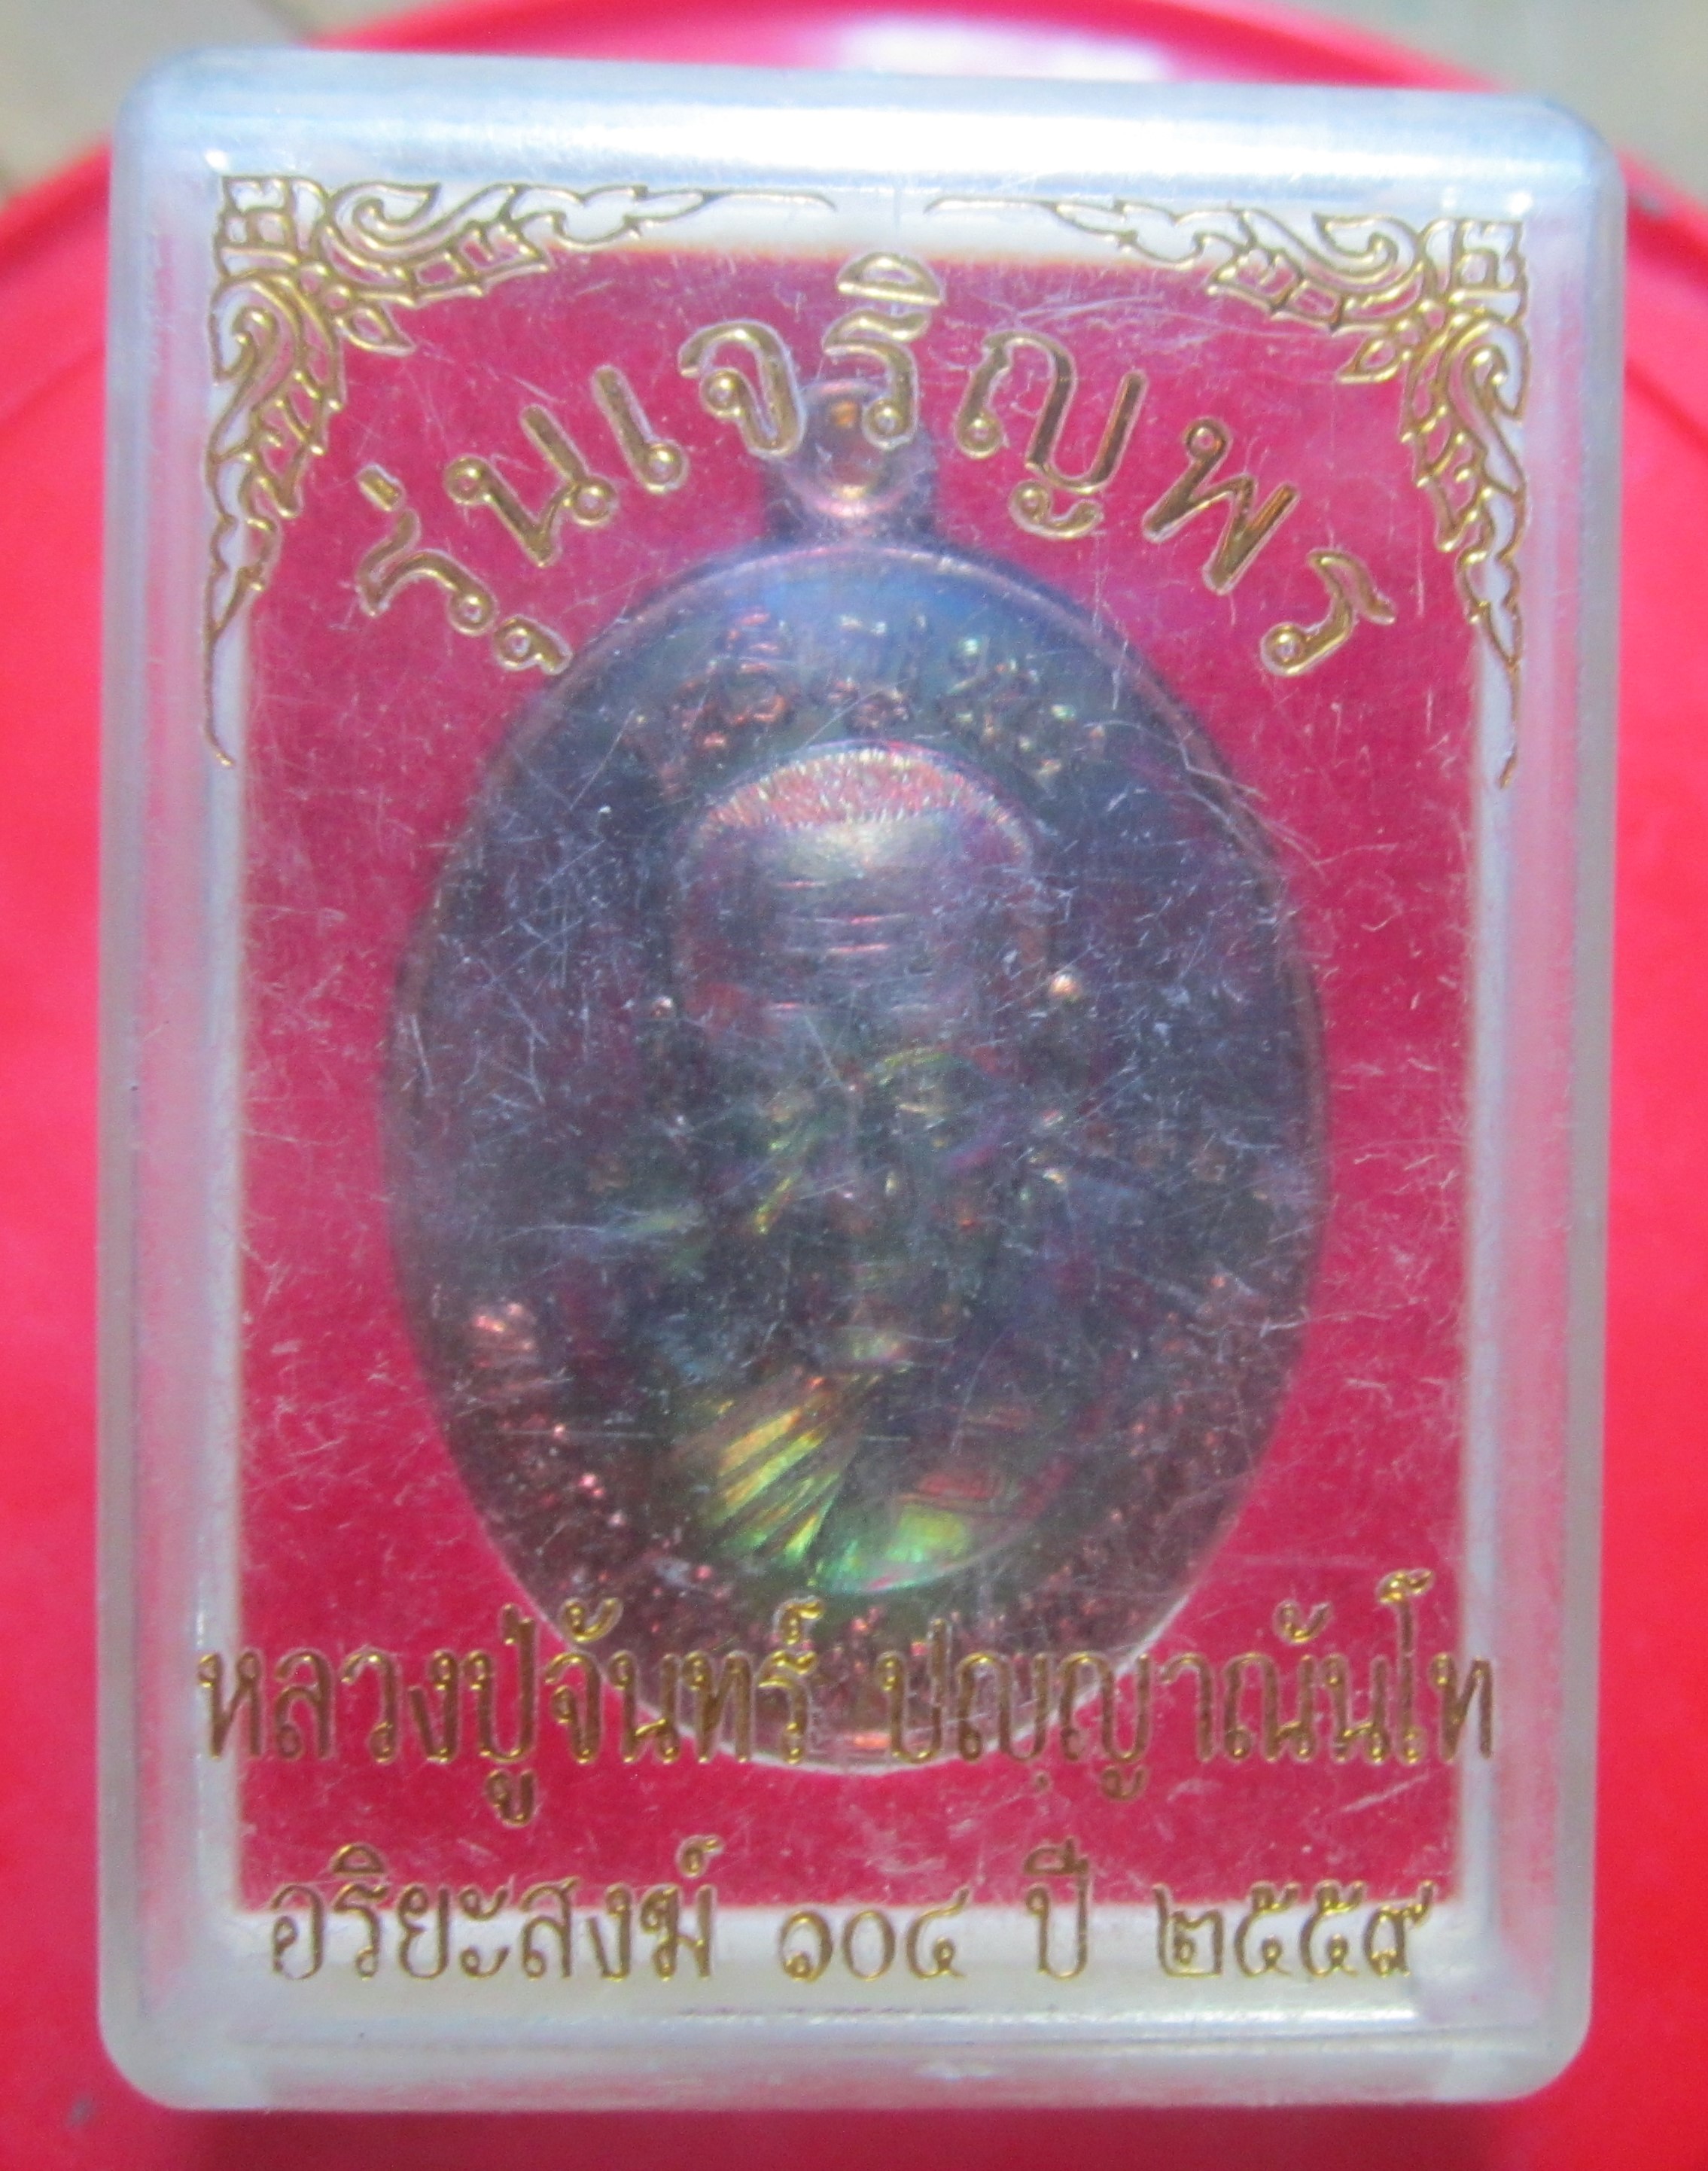 รุ่นเจริญพร
หลวงปู่จันทร์ ปญฺญาณันโท
อริยะสงฆ์ ๑๐๔ ปี ๒๕๕๙